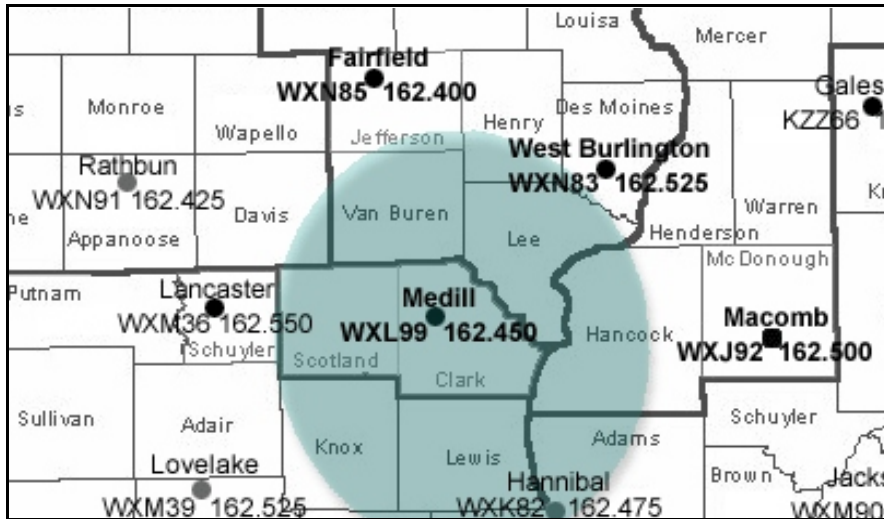 Louisa
Mercer
Fairfield
WXN85 162.400
Monroe
Wapello
Jefferson
Henry
Des Moines
Gales
KZZ66 1
West Burlington
WXN83 162.525
Rathbun
WXN91 162.425
Appanoose
Davis
Van Buren
Lee
Warren
Henderson
McDonough
Putnam
Lancaster
WXM36 162.550
Schuyler
Medill
WXL99 162.450
Scotland
Clark
Hancock
Macomb
WXJ92 162.500
Sullivan
Adair
Knox
Lewis
Adams
Schuyler
Brown
Lovelake
WXM39 162.525
Hannibal
WXK82 162.475
Jacks
WXM90